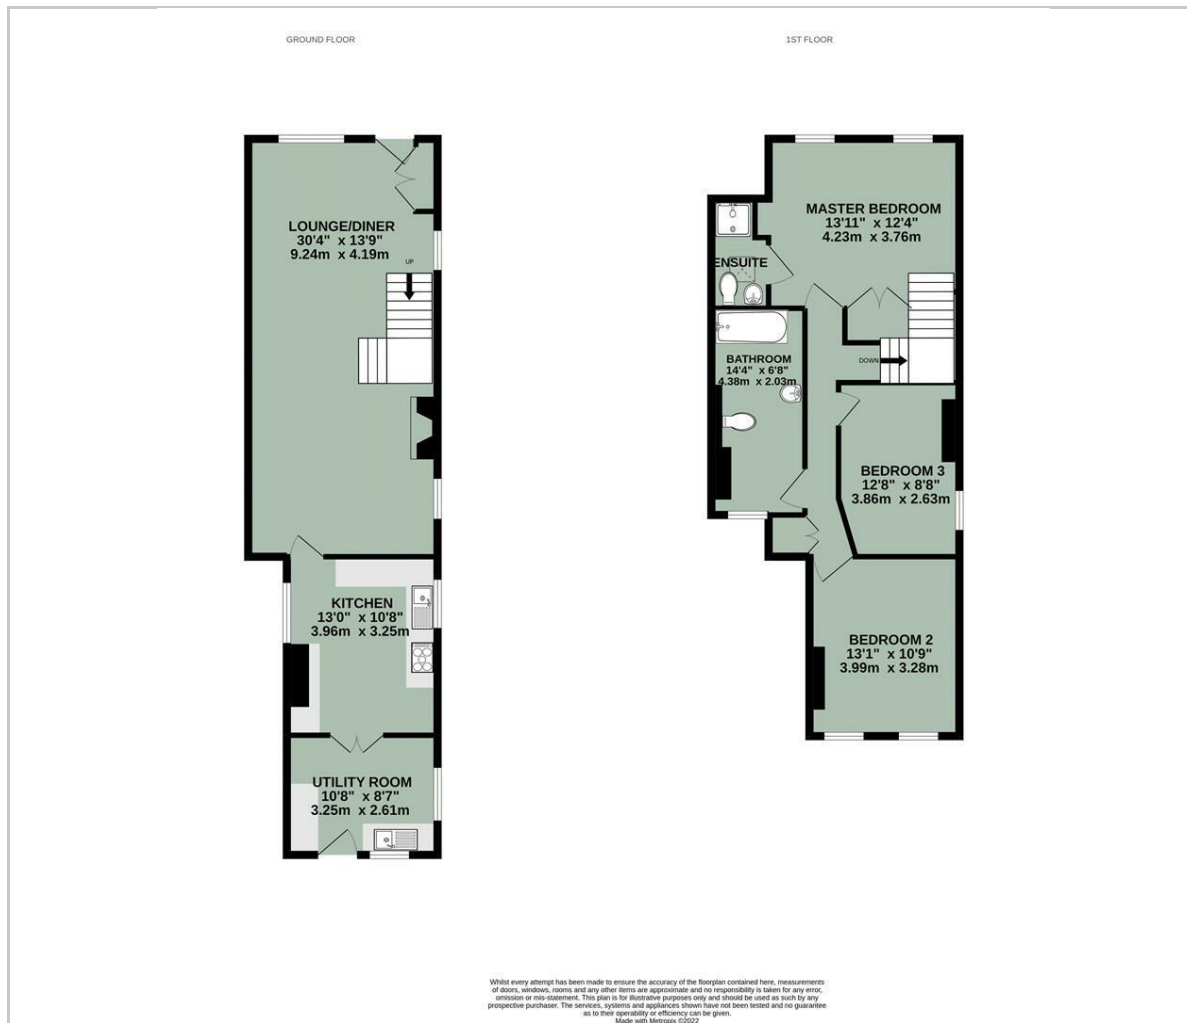 GROUND FLOOR
1ST FLOOR
LOUNGE/DINER
30'4" x 13'9"
9.24m x 4.19m
UP
KITCHEN
13'0" x 10'8"
3.96m x 3.25m
UTILITY ROOM
10'8" x 8'7"
3.25m x 2.61m
MASTER BEDROOM
13'11" x 12'4"
4.23m x 3.76m
ENSUITE
BATHROOM
14'4" x 6'8"
4.38m x 2.03m
DOWN
BEDROOM 3
12'8" x 8'8"
3.86m x 2.63m
BEDROOM 2
13'1" x 10'9"
3.99m x 3.28m
Whilst every attempt has been made to ensure the accuracy of the floorplan contained here, measurements
of doors, windows, rooms and any other items are approximate and no responsibility is taken for any error,
omission or mis-statement. This plan is for illustrative purposes only and should be used as such by any
prospective purchaser. The services, systems and appliances shown have not been tested and no guarantee
as to their operability or efficiency can be given.
Made with Metropix ©2022